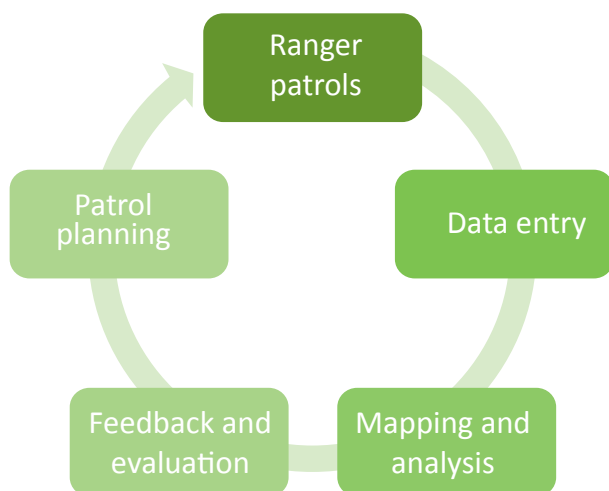 Ranger
patrols
Data entry
Mapping and
analysis
Feedback and
evaluation
Patrol
planning